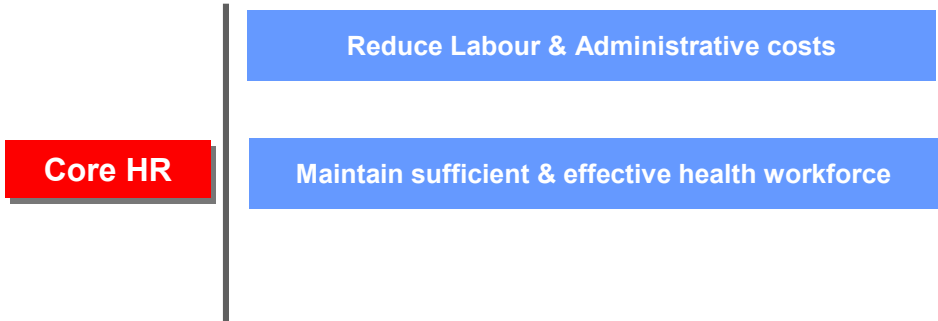 Reduce Labour & Administrative costs
Core HR
Maintain sufficient & effective health workforce